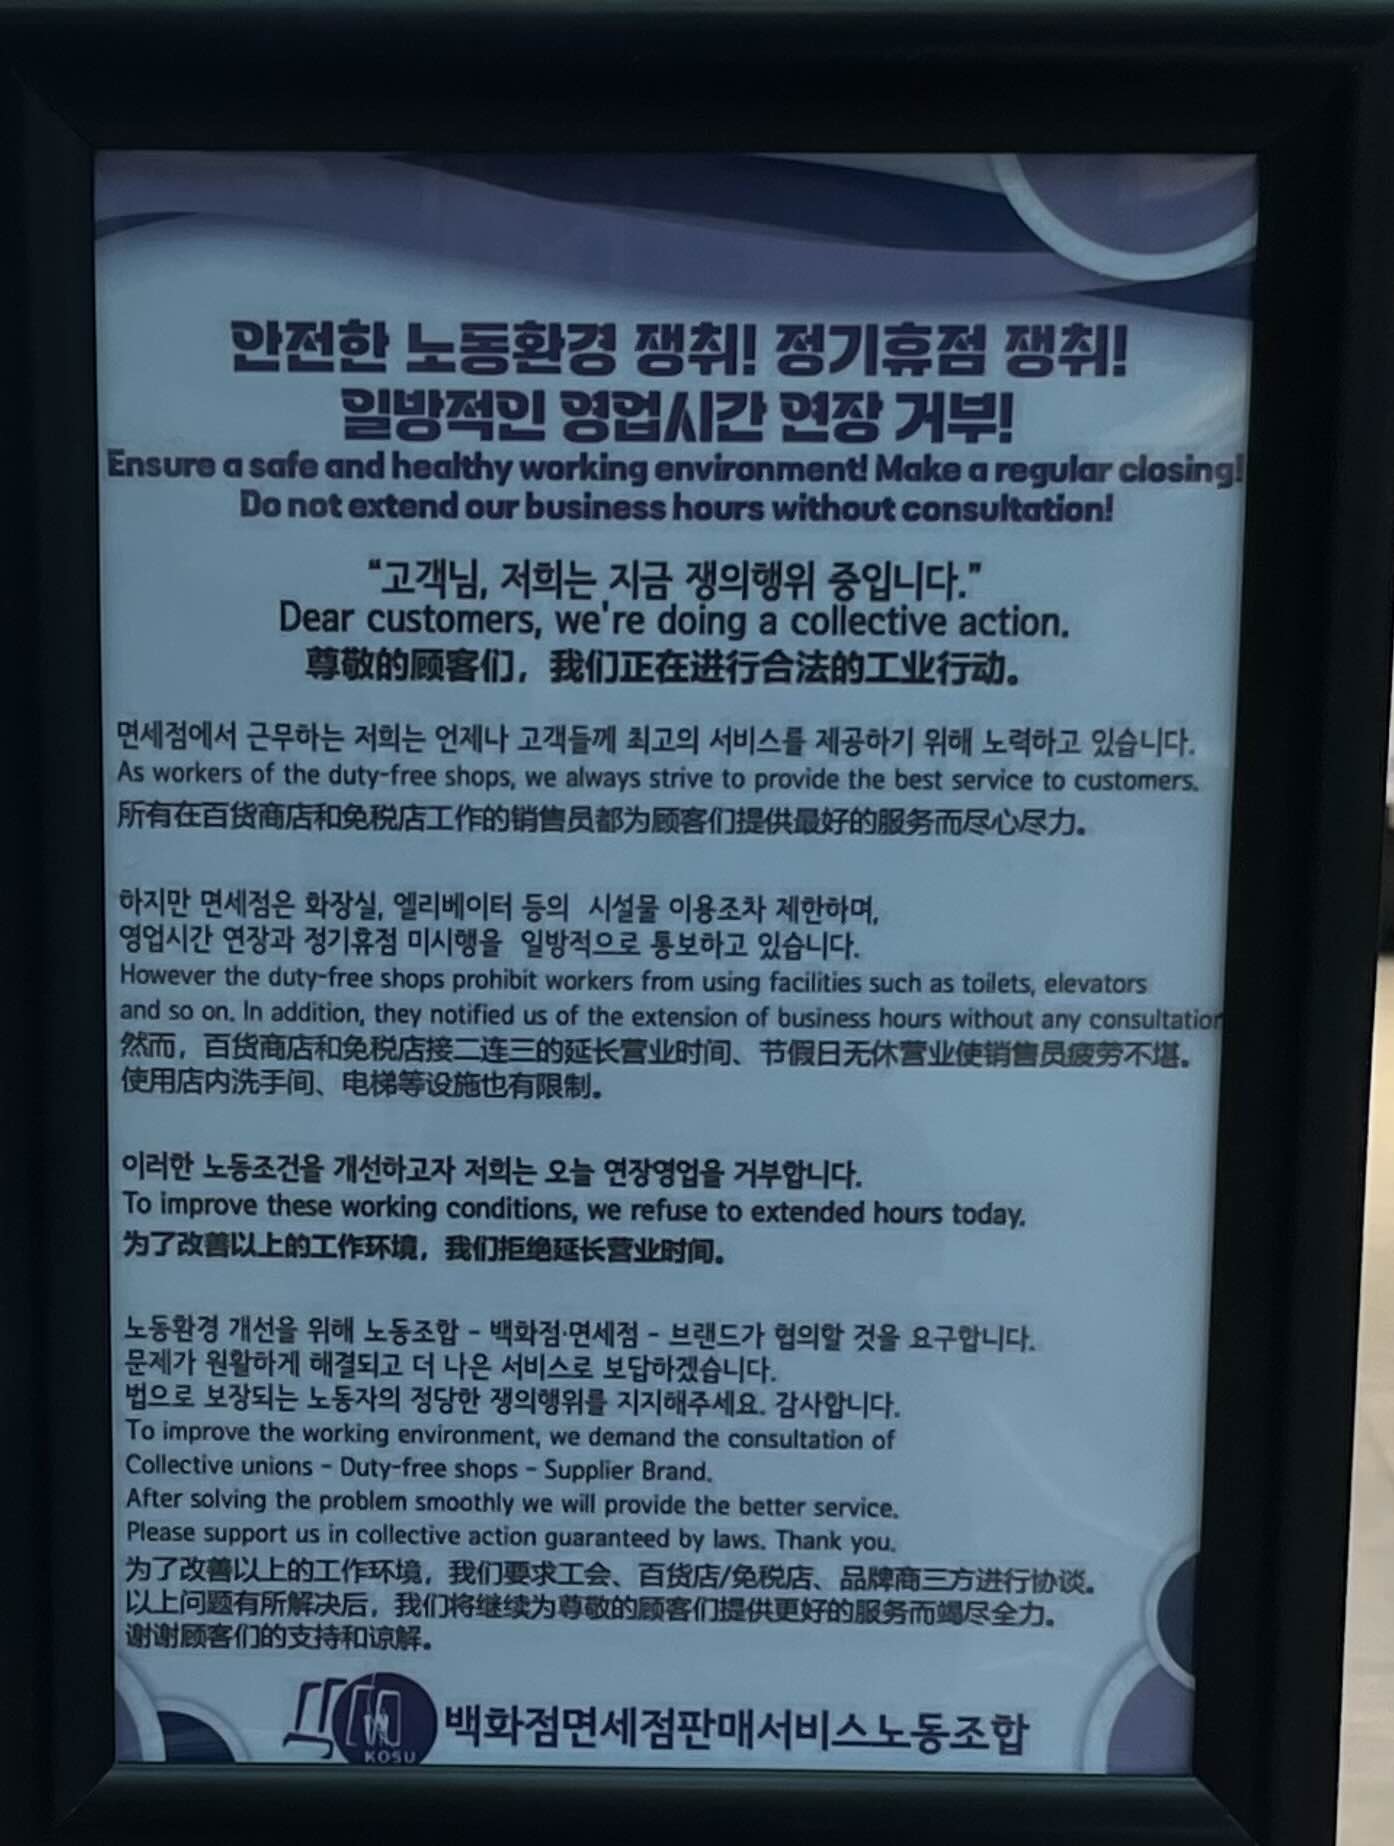 안전한 노동환경 쟁취! 정기휴점 쟁취!
일방적인 영업시간 연장 거부!
Ensure a safe and healthy working environment! Make a regular closing!
Do not extend our business hours without consultation!
“고객님, 저희는 지금 쟁의행위 중입니다.”
Dear customers, we're doing a collective action.
尊敬的顾客们，我们正在进行合法的工业行动。
면세점에서 근무하는 저희는 언제나 고객들께 최고의 서비스를 제공하기 위해 노력하고 있습니다.
As workers of the duty-free shops, we always strive to provide the best service to customers.
所有在百货商店和免税店工作的销售员都为顾客们提供最好的服务而尽心尽力。
하지만 면세점은 화장실, 엘리베이터 등의 시설물 이용조차 제한하며,
영업시간 연장과 정기휴점 미시행을 일방적으로 통보하고 있습니다.
However the duty-free shops prohibit workers from using facilities such as toilets, elevators
and so on. In addition, they notified us of the extension of business hours without any consultation
然而，百货商店和免税店接二连三的延长营业时间、节假日无休营业使销售员疲劳不堪。
使用店内洗手间、电梯等设施也有限制。
이러한 노동조건을 개선하고자 저희는 오늘 연장영업을 거부합니다.
To improve these working conditions, we refuse to extended hours today.
为了改善以上的工作环境，我们拒绝延长营业时间。
노동환경 개선을 위해 노동조합 - 백화점·면세점 - 브랜드가 협의할 것을 요구합니다.
문제가 원활하게 해결되고 더 나은 서비스로 보답하겠습니다.
법으로 보장되는 노동자의 정당한 쟁의행위를 지지해주세요. 감사합니다.
To improve the working environment, we demand the consultation of
Collective unions - Duty-free shops - Supplier Brand.
After solving the problem smoothly we will provide the better service.
Please support us in collective action guaranteed by laws. Thank you.
为了改善以上的工作环境，我们要求工会、百货店/免税店、品牌商三方进行协谈。
以上问题有所解决后，我们将继续为尊敬的顾客们提供更好的服务而竭尽全力。
谢谢顾客们的支持和谅解。
KOSU 백화점면세점판매서비스노동조합